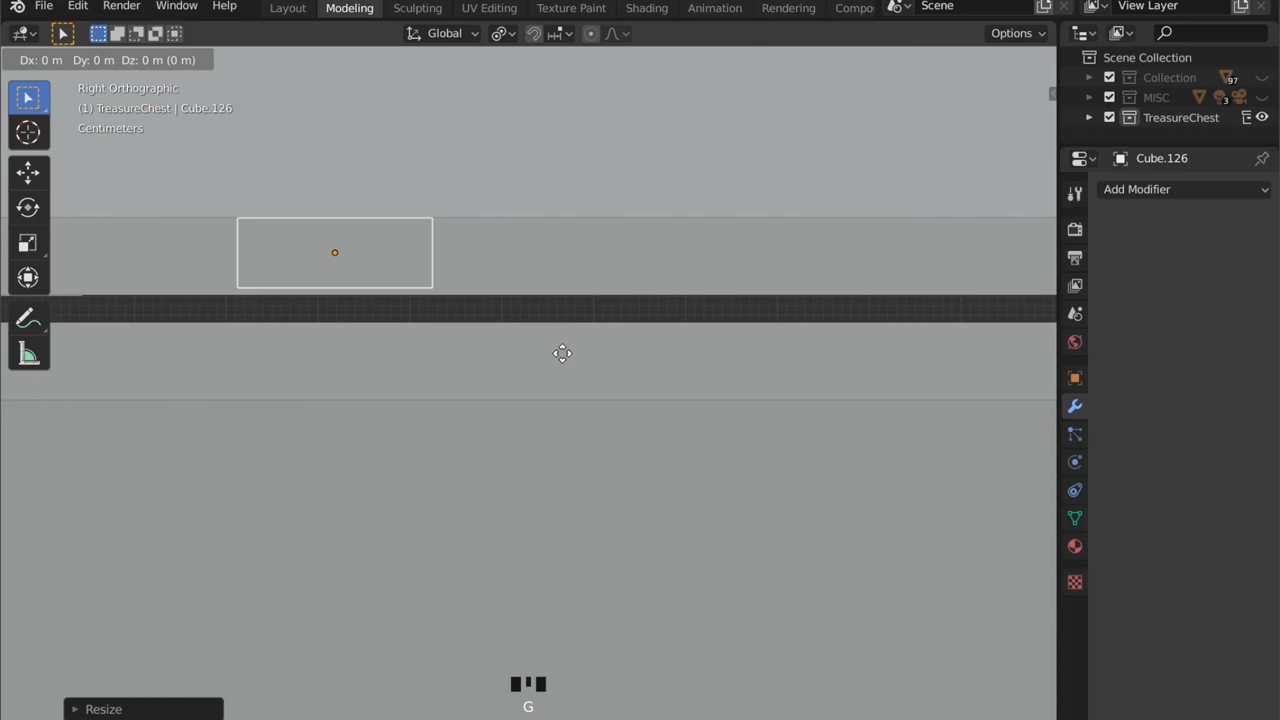 File Edit Render Window Help Layout Modeling Sculpting UV Editing Texture Paint Shading Animation Rendering Compo: Scene View Layer
Global Options
Dx: 0 m Dy: 0 m Dz: 0 m (0 m)
Right Orthographic
(1) TreasureChest | Cube.126
Centimeters
Scene Collection
Collection 97
MISC 3
TreasureChest
Cube.126
Add Modifier
Resize
G